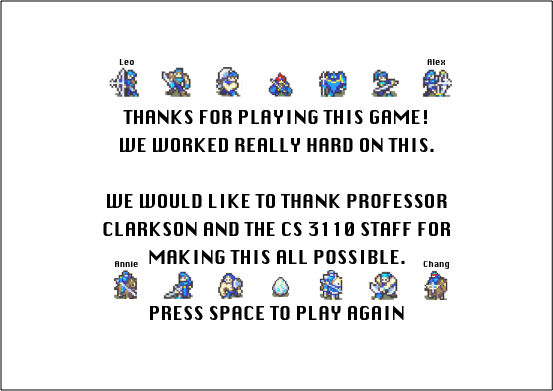 Leo Alex
THANKS FOR PLAYING THIS GAME!
WE WORKED REALLY HARD ON THIS.
WE WOULD LIKE TO THANK PROFESSOR
CLARKSON AND THE CS 3110 STAFF FOR
MAKING THIS ALL POSSIBLE.
Annie Chang
PRESS SPACE TO PLAY AGAIN